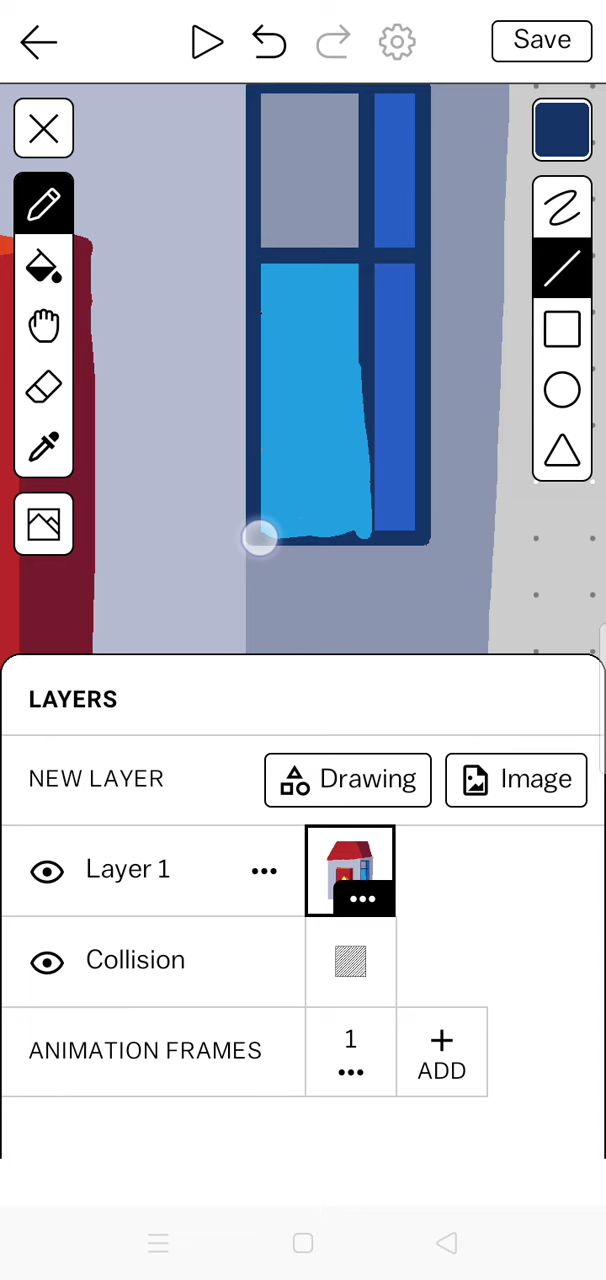 Save
LAYERS
NEW LAYER
Drawing
Image
Layer 1
Collision
ANIMATION FRAMES
1
ADD